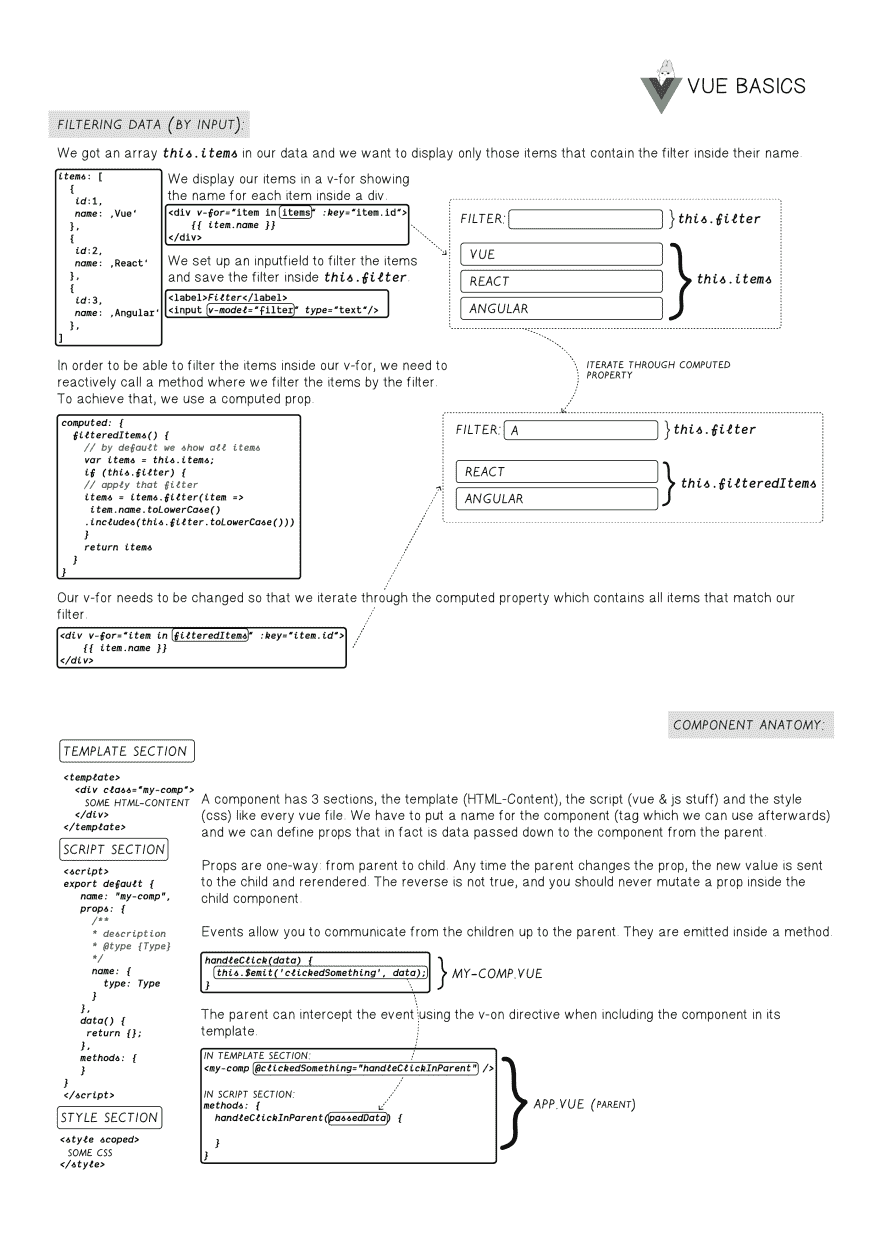 VUE BASICS
FILTERING DATA (BY INPUT):
We got an array this.items in our data and we want to display only those items that contain the filter inside their name.
items: [
{
id:1,
name: ,Vue‘
},
{
id:2,
name: ,React‘
},
{
id:3,
name: ,Angular‘
},
]
We display our items in a v-for showing
the name for each item inside a div.
<div v-for="item in items" :key="item.id">
{{ item.name }}
</div>
We set up an inputfield to filter the items
and save the filter inside this.filter.
<label>Filter</label>
<input v-model="filter" type="text"/>
FILTER: } this.filter
VUE
REACT
ANGULAR
this.items
In order to be able to filter the items inside our v-for, we need to
reactively call a method where we filter the items by the filter.
To achieve that, we use a computed prop.
ITERATE THROUGH COMPUTED
PROPERTY
computed: {
filteredItems() {
// by default we show all items
var items = this.items;
if (this.filter) {
// apply that filter
items = items.filter(item =>
item.name.toLowerCase()
.includes(this.filter.toLowerCase()))
}
return items
}
}
FILTER: A } this.filter
REACT
ANGULAR
this.filteredItems
Our v-for needs to be changed so that we iterate through the computed property which contains all items that match our
filter.
<div v-for="item in filteredItems" :key="item.id">
{{ item.name }}
</div>
COMPONENT ANATOMY:
TEMPLATE SECTION
<template>
<div class="my-comp">
SOME HTML-CONTENT
</div>
</template>
SCRIPT SECTION
<script>
export default {
name: "my-comp",
props: {
/**
* description
* @type {Type}
*/
name: {
type: Type
}
},
data() {
return {};
},
methods: {
}
}
</script>
STYLE SECTION
<style scoped>
SOME CSS
</style>
A component has 3 sections, the template (HTML-Content), the script (vue & js stuff) and the style
(css) like every vue file. We have to put a name for the component (tag which we can use afterwards)
and we can define props that in fact is data passed down to the component from the parent.
Props are one-way: from parent to child. Any time the parent changes the prop, the new value is sent
to the child and rerendered. The reverse is not true, and you should never mutate a prop inside the
child component.
Events allow you to communicate from the children up to the parent. They are emitted inside a method.
handleClick(data) {
this.$emit('clickedSomething', data);
}
MY-COMP.VUE
The parent can intercept the event using the v-on directive when including the component in its
template.
IN TEMPLATE SECTION:
<my-comp @clickedSomething="handleClickInParent" />
IN SCRIPT SECTION:
methods: {
handleClickInParent(passedData) {
}
}
APP.VUE (PARENT)